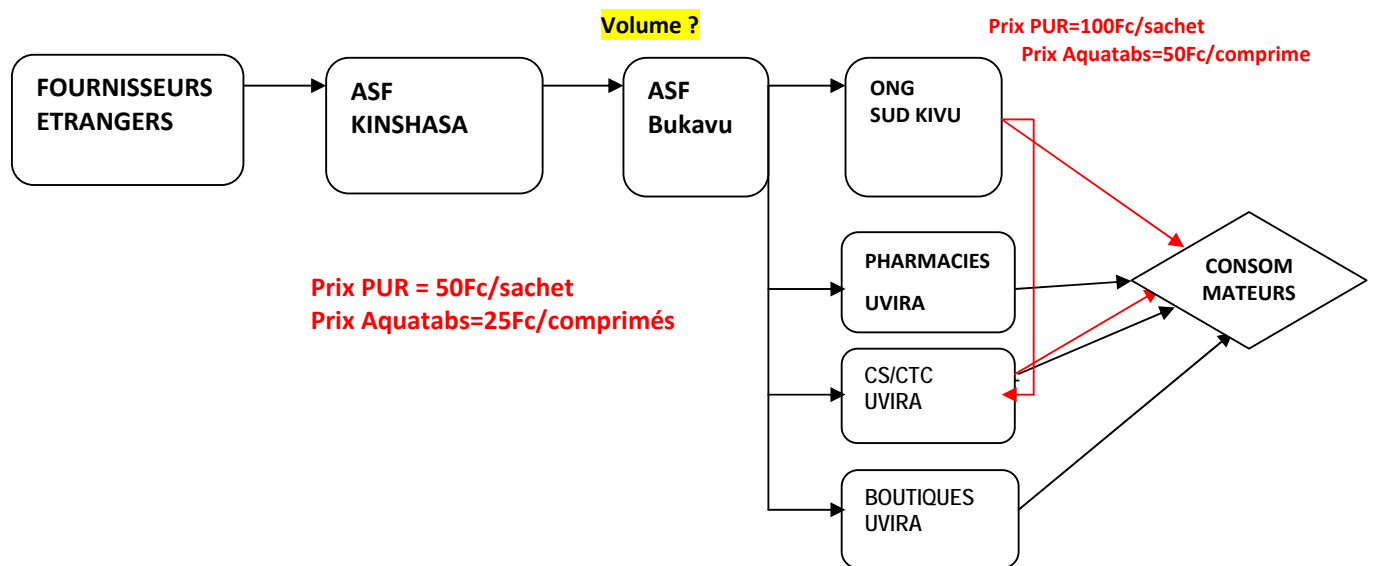 Volume ?
Prix PUR=100Fc/sachet
Prix Aquatabs=50Fc/comprime
FOURNISSEURS
ETRANGERS
ASF
KINSHASA
ASF
Bukavu
ONG
SUD KIVU
PHARMACIES
UVIRA
CONSOM
MATEURS
Prix PUR = 50Fc/sachet
Prix Aquatabs=25Fc/comprimés
CS/CTC
UVIRA
BOUTIQUES
UVIRA